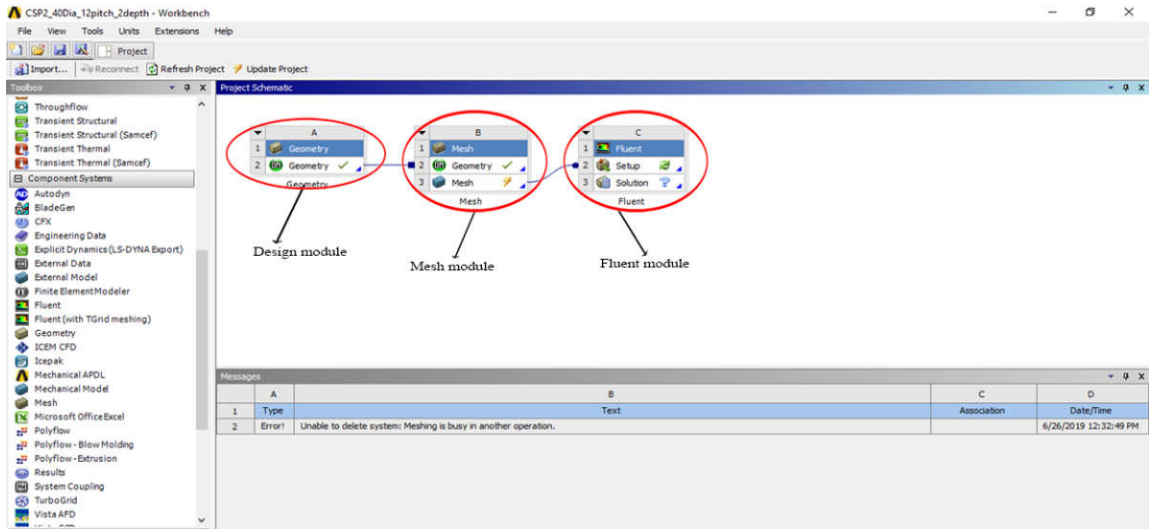 CSP2_40Dia_12pitch_2depth - Workbench
File View Tools Units Extensions Help
Project
Import... Reconnect Refresh Project Update Project
Toolbox
Throughflow
Transient Structural
Transient Structural (Samcef)
Transient Thermal
Transient Thermal (Samcef)
Component Systems
Autodyn
BladeGen
CFX
Engineering Data
Explicit Dynamics (LS-DYNA Export)
External Data
External Model
Finite Element Modeler
Fluent
Fluent (with TGrid meshing)
Geometry
ICEM CFD
Icepak
Mechanical APDL
Mechanical Model
Mesh
Microsoft Office Excel
Polyflow
Polyflow - Blow Molding
Polyflow - Extrusion
Results
System Coupling
TurboGrid
Vista AFD
Project Schematic
A
1 Geometry
2 Geometry
Geometry
Design module
B
1 Mesh
2 Geometry
3 Mesh
Mesh
Mesh module
C
1 Fluent
2 Setup
3 Solution
Fluent
Fluent module
Messages
A B C D
1 Type Text Association Date/Time
2 Error! Unable to delete system: Meshing is busy in another operation. 6/26/2019 12:32:49 PM